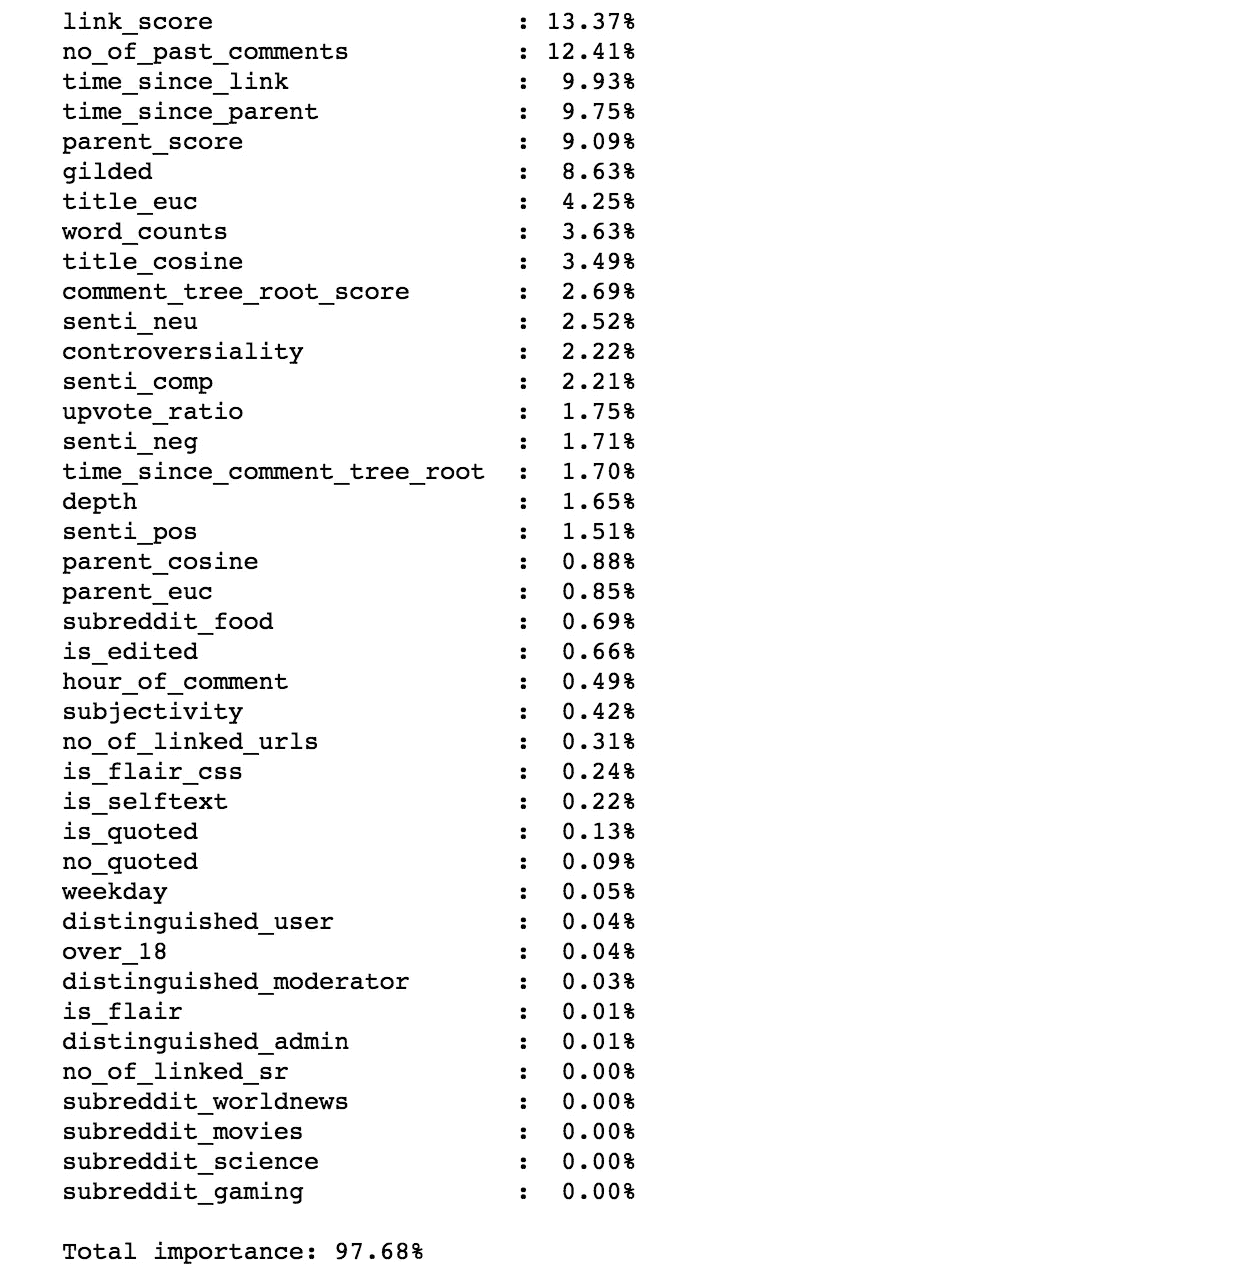 link_score : 13.37%
no_of_past_comments : 12.41%
time_since_link : 9.93%
time_since_parent : 9.75%
parent_score : 9.09%
gilded : 8.63%
title_euc : 4.25%
word_counts : 3.63%
title_cosine : 3.49%
comment_tree_root_score : 2.69%
senti_neu : 2.52%
controversiality : 2.22%
senti_comp : 2.21%
upvote_ratio : 1.75%
senti_neg : 1.71%
time_since_comment_tree_root : 1.70%
depth : 1.65%
senti_pos : 1.51%
parent_cosine : 0.88%
parent_euc : 0.85%
subreddit_food : 0.69%
is_edited : 0.66%
hour_of_comment : 0.49%
subjectivity : 0.42%
no_of_linked_urls : 0.31%
is_flair_css : 0.24%
is_selftext : 0.22%
is_quoted : 0.13%
no_quoted : 0.09%
weekday : 0.05%
distinguished_user : 0.04%
over_18 : 0.04%
distinguished_moderator : 0.03%
is_flair : 0.01%
distinguished_admin : 0.01%
no_of_linked_sr : 0.00%
subreddit_worldnews : 0.00%
subreddit_movies : 0.00%
subreddit_science : 0.00%
subreddit_gaming : 0.00%
Total importance: 97.68%